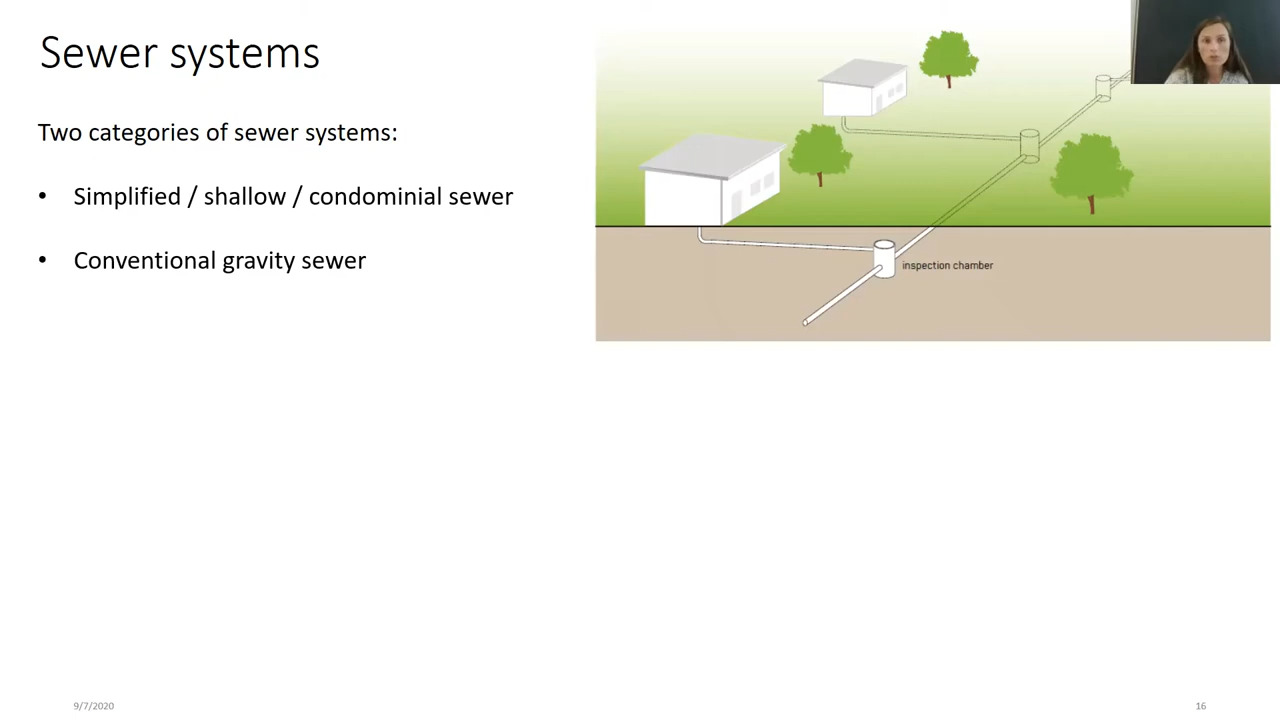 Sewer systems
Two categories of sewer systems:
• Simplified / shallow / condominial sewer
• Conventional gravity sewer
inspection chamber
9/7/2020
16